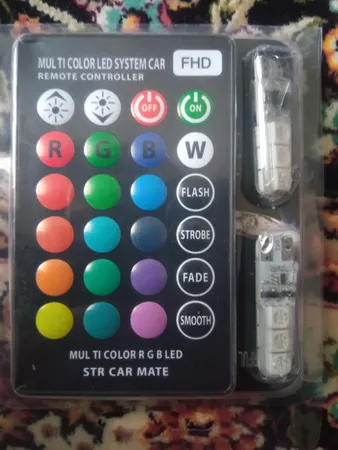 MUL TI COLOR LED SYSTEM CAR FHD
REMOTE CONTROLLER
OFF ON
R G B W
FLASH
STROBE
FADE
SMOOTH
MUL TI COLOR R G B LED
STR CAR MATE